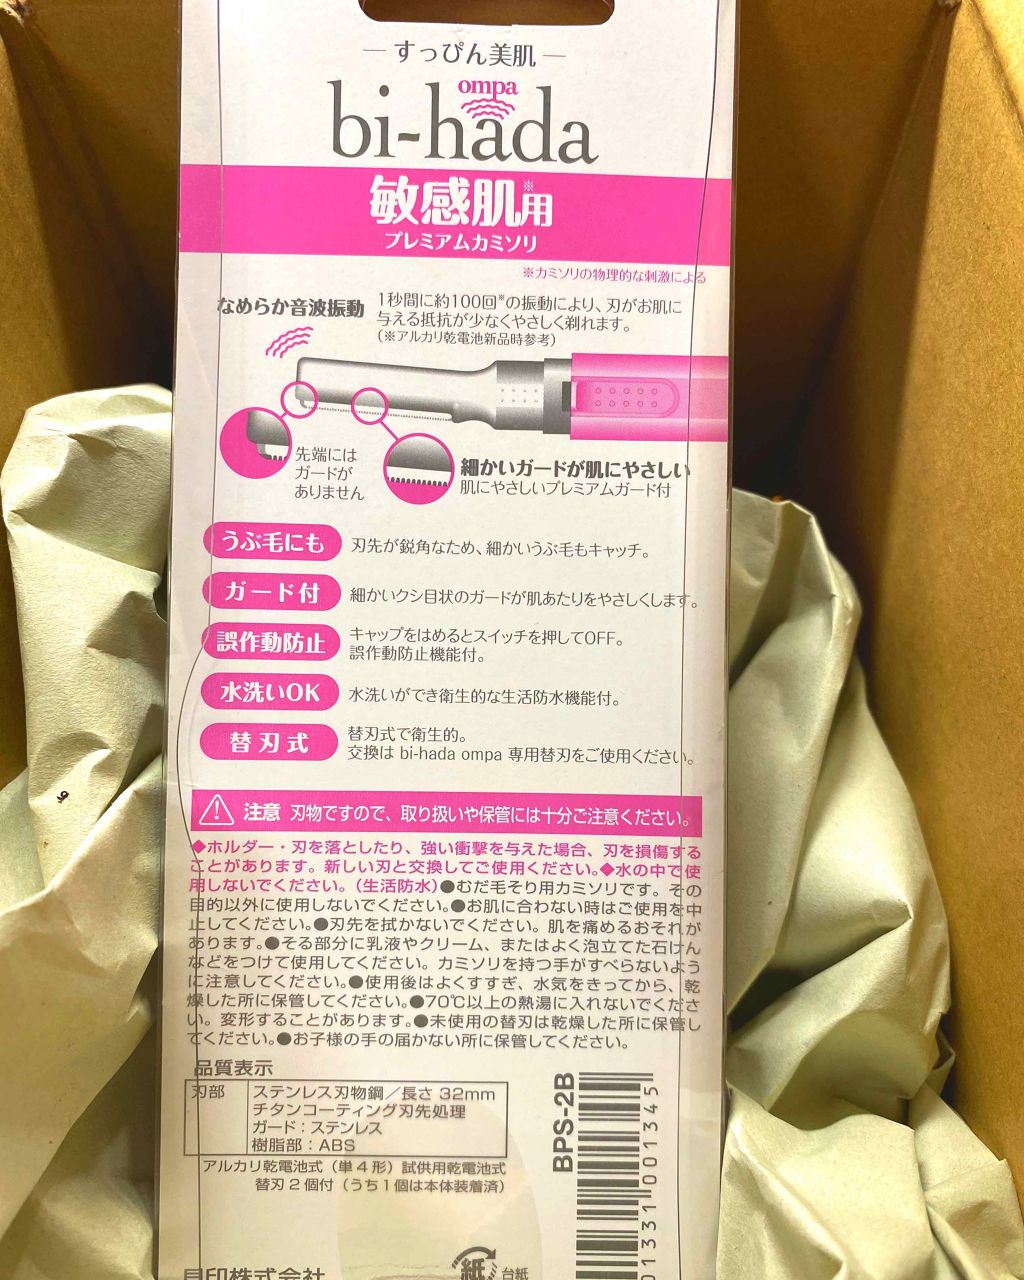 すっぴん美肌
ompa
bi-hada
敏感肌※用
プレミアムカミソリ
※カミソリの物理的な刺激による
なめらか音波振動
1秒間に約100回※の振動により、刃がお肌に
与える抵抗が少なくやさしく剃れます。
(※アルカリ乾電池新品時参考)
先端には
ガードが
ありません
細かいガードが肌にやさしい
肌にやさしいプレミアムガード付
うぶ毛にも 刃先が鋭角なため、細かいうぶ毛もキャッチ。
ガード付 細かいクシ目状のガードが肌あたりをやさしくします。
誤作動防止 キャップをはめるとスイッチを押してOFF。
誤作動防止機能付。
水洗いOK 水洗いができ衛生的な生活防水機能付。
替刃式 替刃式で衛生的。
交換は bi-hada ompa 専用替刃をご使用ください。
注意 刃物ですので、取り扱いや保管には十分ご注意ください。
◆ホルダー・刃を落としたり、強い衝撃を与えた場合、刃を損傷する
ことがあります。新しい刃と交換してご使用ください。◆水の中で使
用しないでください。(生活防水)●むだ毛そり用カミソリです。その
目的以外に使用しないでください。●お肌に合わない時はご使用を中
止してください。●刃先を拭かないでください。肌を痛めるおそれが
あります。●そる部分に乳液やクリーム、またはよく泡立てた石けん
などをつけて使用してください。カミソリを持つ手がすべらないよう
に注意してください。●使用後はよくすすぎ、水気をきってから、乾
燥した所に保管してください。●70℃以上の熱湯に入れないでくださ
い。変形することがあります。●未使用の替刃は乾燥した所に保管し
てください。●お子様の手の届かない所に保管してください。
品質表示
刃部 ステンレス刃物鋼/長さ 32mm
チタンコーティング刃先処理
ガード:ステンレス
樹脂部:ABS
アルカリ乾電池式(単4形)試供用乾電池式
替刃2個付(うち1個は本体装着済)
BPS-2B
01331 001345
貝印株式会社
紙 台紙